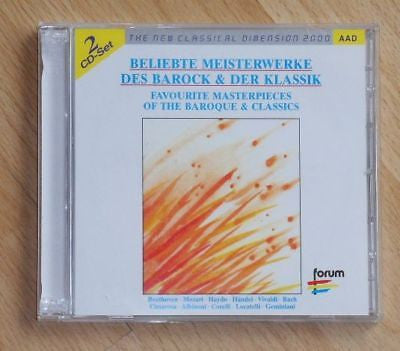 2
CD-Set
THE NEW CLASSICAL DIMENSION 2000
AAD
BELIEBTE MEISTERWERKE
DES BAROCK & DER KLASSIK
FAVOURITE MASTERPIECES
OF THE BAROQUE & CLASSICS
forum
Beethoven · Mozart · Haydn · Händel · Vivaldi · Bach
Cimarosa · Albinoni · Corelli · Locatelli · Geminiani